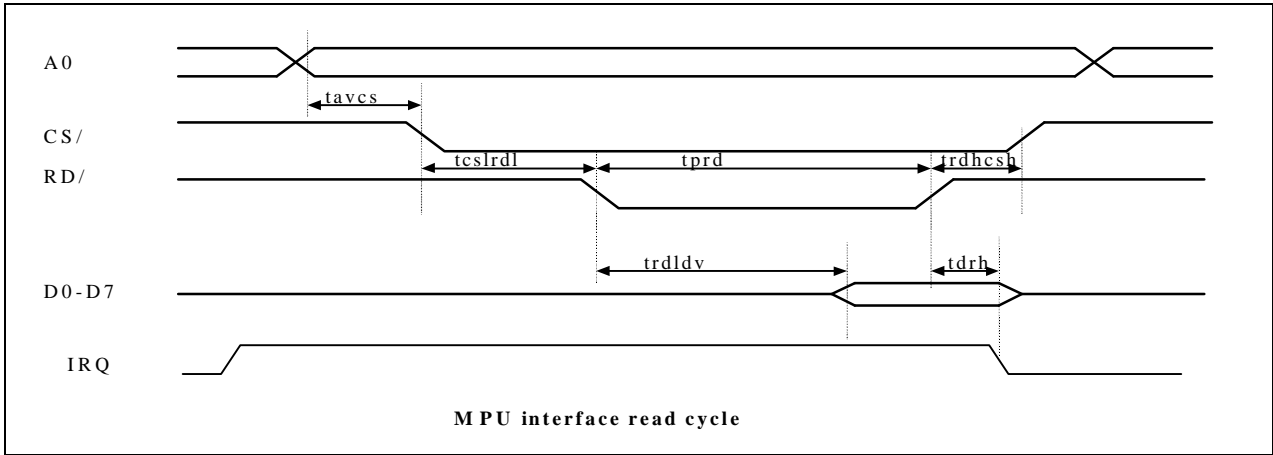 A0
tavcs
CS/
tcslrdl tprd trdhcsh
RD/
trdldv tdrh
D0-D7
IRQ
MPU interface read cycle